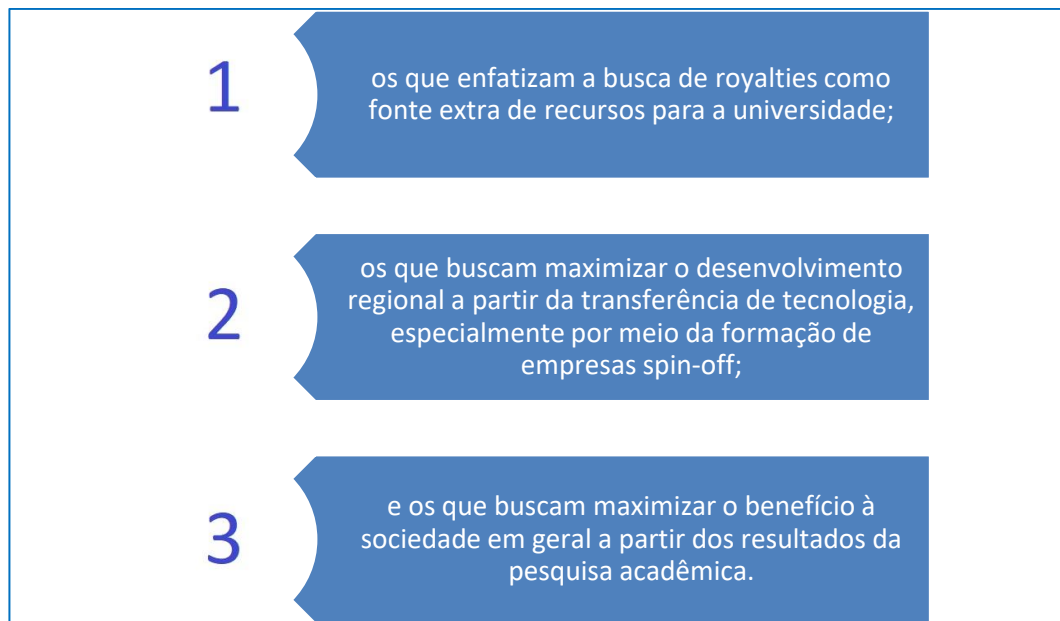 1
os que enfatizam a busca de royalties como
fonte extra de recursos para a universidade;
2
os que buscam maximizar o desenvolvimento
regional a partir da transferência de tecnologia,
especialmente por meio da formação de
empresas spin-off;
3
e os que buscam maximizar o benefício à
sociedade em geral a partir dos resultados da
pesquisa acadêmica.